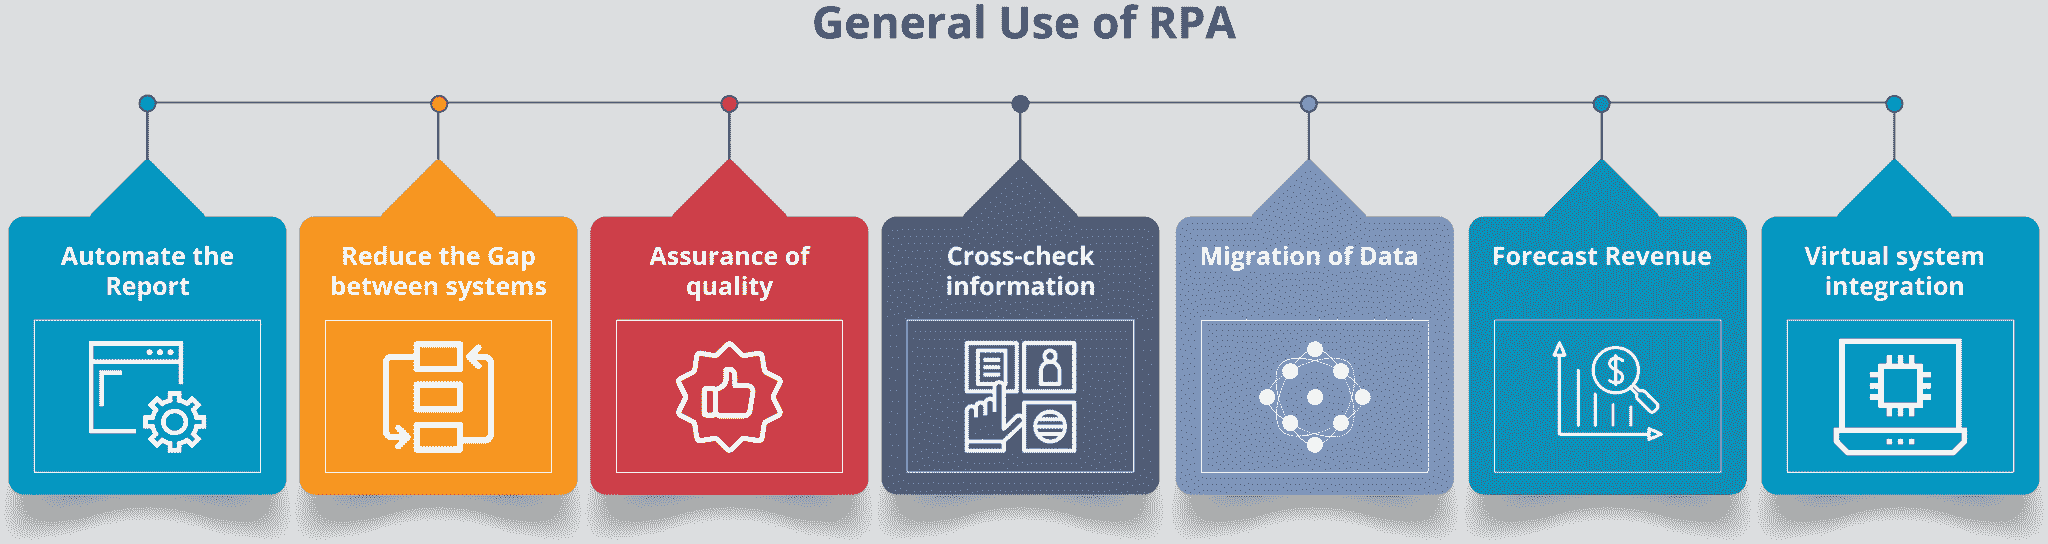 General Use of RPA
Automate the
Report
Reduce the Gap
between systems
Assurance of
quality
Cross-check
information
Migration of Data
Forecast Revenue
Virtual system
integration
$